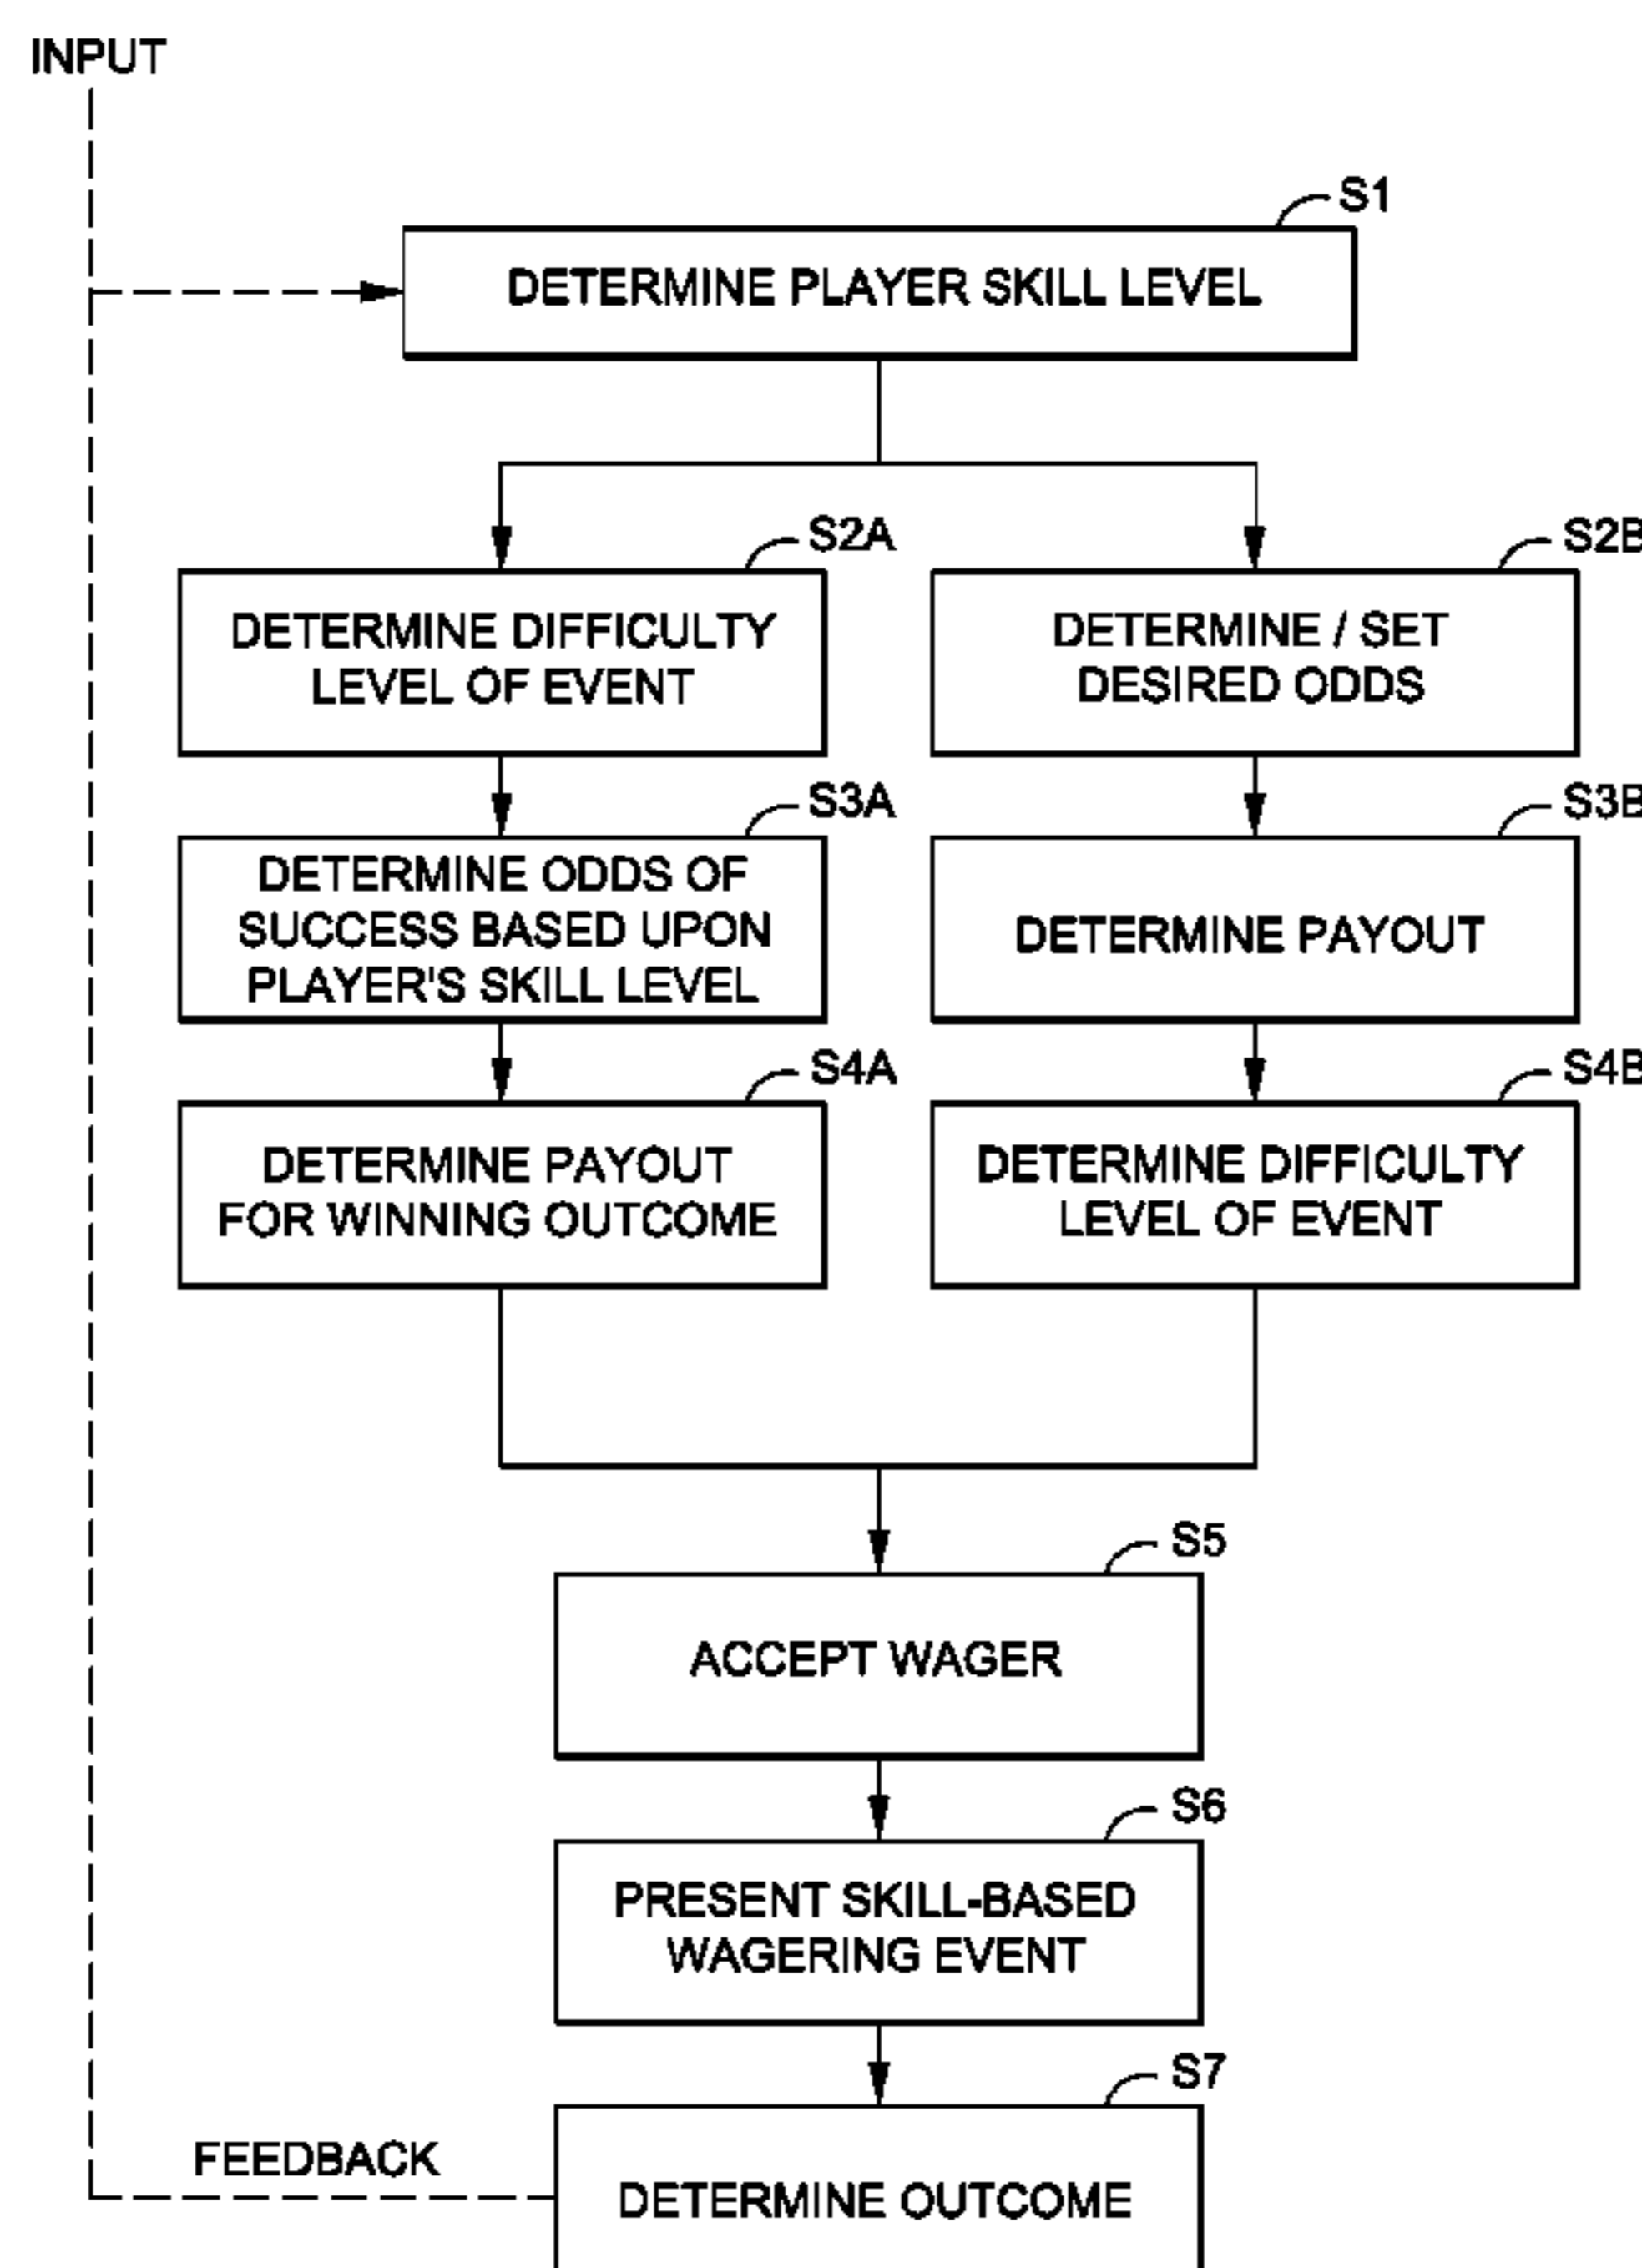 INPUT
S1
DETERMINE PLAYER SKILL LEVEL
S2A
DETERMINE DIFFICULTY
LEVEL OF EVENT
S2B
DETERMINE / SET
DESIRED ODDS
S3A
DETERMINE ODDS OF
SUCCESS BASED UPON
PLAYER'S SKILL LEVEL
S3B
DETERMINE PAYOUT
S4A
DETERMINE PAYOUT
FOR WINNING OUTCOME
S4B
DETERMINE DIFFICULTY
LEVEL OF EVENT
S5
ACCEPT WAGER
S6
PRESENT SKILL-BASED
WAGERING EVENT
S7
FEEDBACK
DETERMINE OUTCOME